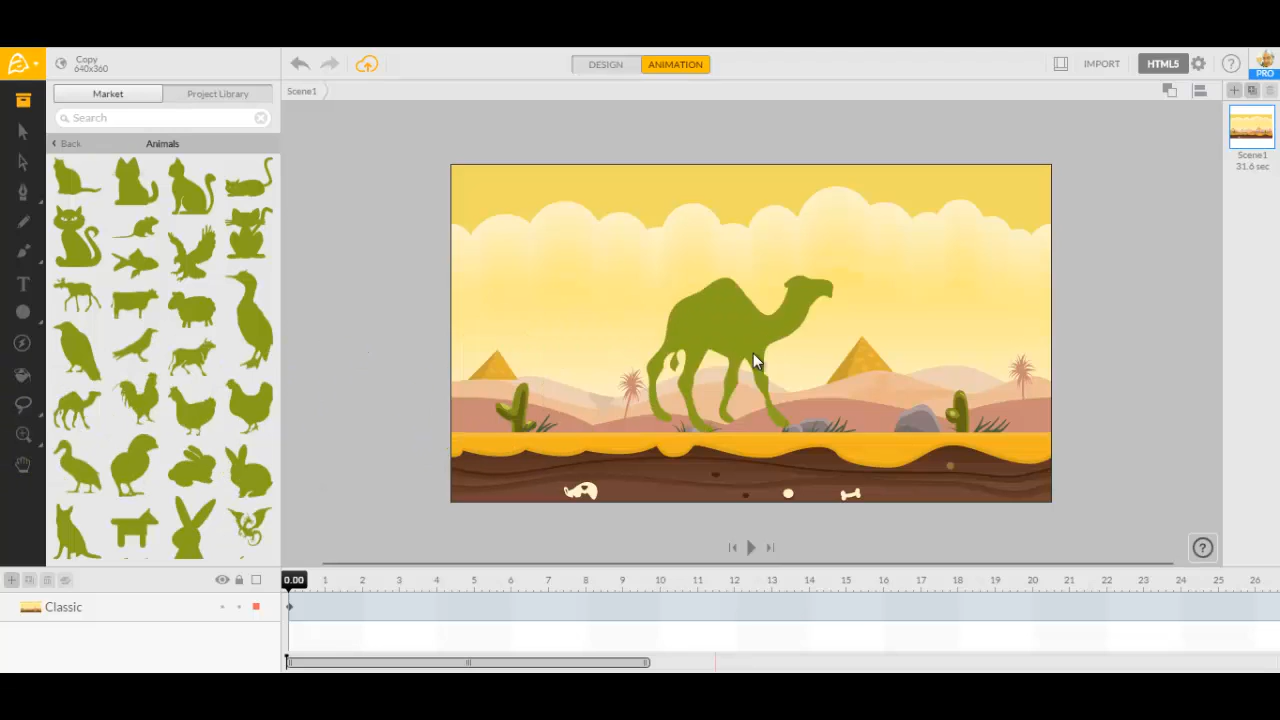 Copy
640x360
DESIGN
ANIMATION
IMPORT
HTML5
?
PRO
Market
Project Library
Scene1
Search
Back
Animals
Scene1
31.6 sec
?
0.00 1 2 3 4 5 6 7 8 9 10 11 12 13 14 15 16 17 18 19 20 21 22 23 24 25 26
Classic